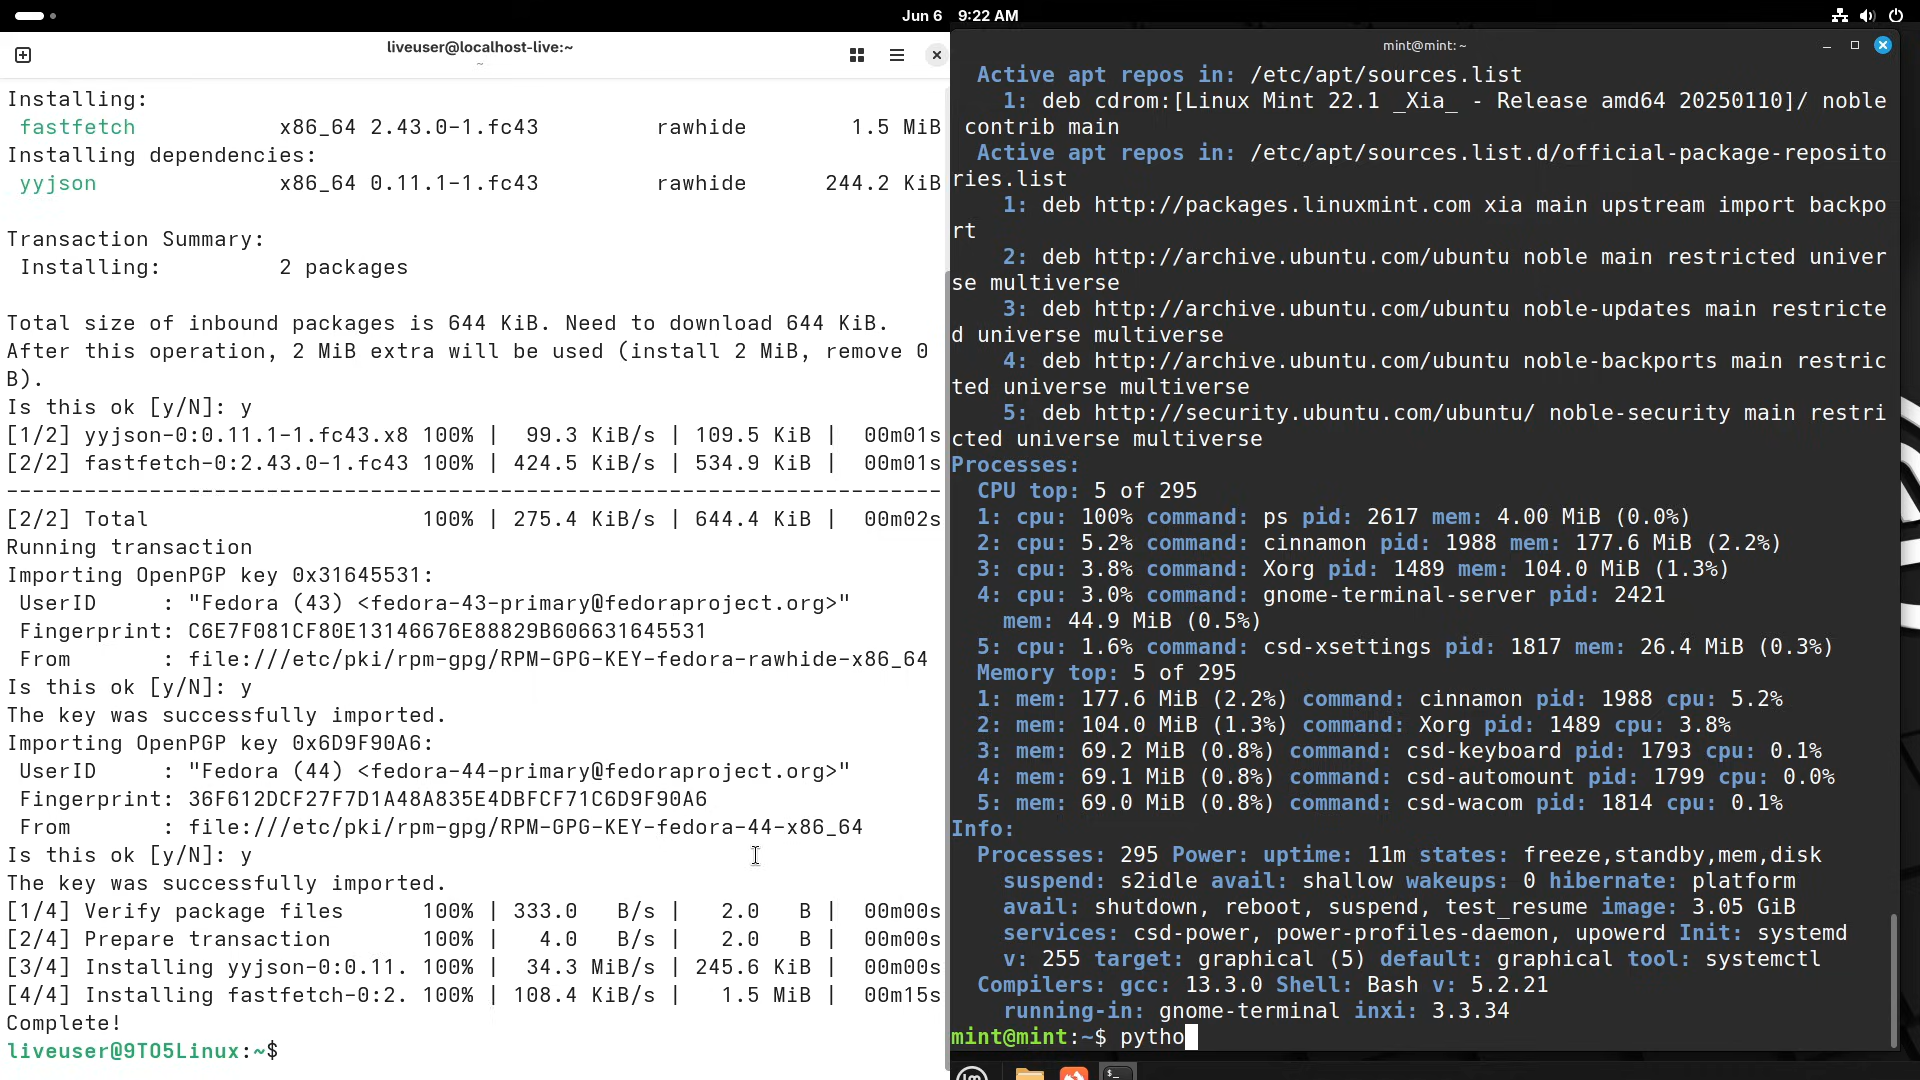 Jun 6 9:22 AM
liveuser@localhost-live:~
~
Installing:
fastfetch x86_64 2.43.0-1.fc43 rawhide 1.5 MiB
Installing dependencies:
yyjson x86_64 0.11.1-1.fc43 rawhide 244.2 KiB
Transaction Summary:
Installing: 2 packages
Total size of inbound packages is 644 KiB. Need to download 644 KiB.
After this operation, 2 MiB extra will be used (install 2 MiB, remove 0
B).
Is this ok [y/N]: y
[1/2] yyjson-0:0.11.1-1.fc43.x8 100% | 99.3 KiB/s | 109.5 KiB | 00m01s
[2/2] fastfetch-0:2.43.0-1.fc43 100% | 424.5 KiB/s | 534.9 KiB | 00m01s
------------------------------------------------------------------------
[2/2] Total 100% | 275.4 KiB/s | 644.4 KiB | 00m02s
Running transaction
Importing OpenPGP key 0x31645531:
UserID : "Fedora (43) <fedora-43-primary@fedoraproject.org>"
Fingerprint: C6E7F081CF80E13146676E88829B606631645531
From : file:///etc/pki/rpm-gpg/RPM-GPG-KEY-fedora-rawhide-x86_64
Is this ok [y/N]: y
The key was successfully imported.
Importing OpenPGP key 0x6D9F90A6:
UserID : "Fedora (44) <fedora-44-primary@fedoraproject.org>"
Fingerprint: 36F612DCF27F7D1A48A835E4DBFCF71C6D9F90A6
From : file:///etc/pki/rpm-gpg/RPM-GPG-KEY-fedora-44-x86_64
Is this ok [y/N]: y
The key was successfully imported.
[1/4] Verify package files 100% | 333.0 B/s | 2.0 B | 00m00s
[2/4] Prepare transaction 100% | 4.0 B/s | 2.0 B | 00m00s
[3/4] Installing yyjson-0:0.11. 100% | 34.3 MiB/s | 245.6 KiB | 00m00s
[4/4] Installing fastfetch-0:2. 100% | 108.4 KiB/s | 1.5 MiB | 00m15s
Complete!
liveuser@9TO5Linux:~$
mint@mint: ~
Active apt repos in: /etc/apt/sources.list
1: deb cdrom:[Linux Mint 22.1 _Xia_ - Release amd64 20250110]/ noble
contrib main
Active apt repos in: /etc/apt/sources.list.d/official-package-reposito
ries.list
1: deb http://packages.linuxmint.com xia main upstream import backpo
rt
2: deb http://archive.ubuntu.com/ubuntu noble main restricted univer
se multiverse
3: deb http://archive.ubuntu.com/ubuntu noble-updates main restricte
d universe multiverse
4: deb http://archive.ubuntu.com/ubuntu noble-backports main restric
ted universe multiverse
5: deb http://security.ubuntu.com/ubuntu/ noble-security main restri
cted universe multiverse
Processes:
CPU top: 5 of 295
1: cpu: 100% command: ps pid: 2617 mem: 4.00 MiB (0.0%)
2: cpu: 5.2% command: cinnamon pid: 1988 mem: 177.6 MiB (2.2%)
3: cpu: 3.8% command: Xorg pid: 1489 mem: 104.0 MiB (1.3%)
4: cpu: 3.0% command: gnome-terminal-server pid: 2421
mem: 44.9 MiB (0.5%)
5: cpu: 1.6% command: csd-xsettings pid: 1817 mem: 26.4 MiB (0.3%)
Memory top: 5 of 295
1: mem: 177.6 MiB (2.2%) command: cinnamon pid: 1988 cpu: 5.2%
2: mem: 104.0 MiB (1.3%) command: Xorg pid: 1489 cpu: 3.8%
3: mem: 69.2 MiB (0.8%) command: csd-keyboard pid: 1793 cpu: 0.1%
4: mem: 69.1 MiB (0.8%) command: csd-automount pid: 1799 cpu: 0.0%
5: mem: 69.0 MiB (0.8%) command: csd-wacom pid: 1814 cpu: 0.1%
Info:
Processes: 295 Power: uptime: 11m states: freeze,standby,mem,disk
suspend: s2idle avail: shallow wakeups: 0 hibernate: platform
avail: shutdown, reboot, suspend, test_resume image: 3.05 GiB
services: csd-power, power-profiles-daemon, upowerd Init: systemd
v: 255 target: graphical (5) default: graphical tool: systemctl
Compilers: gcc: 13.3.0 Shell: Bash v: 5.2.21
running-in: gnome-terminal inxi: 3.3.34
mint@mint:~$ pytho